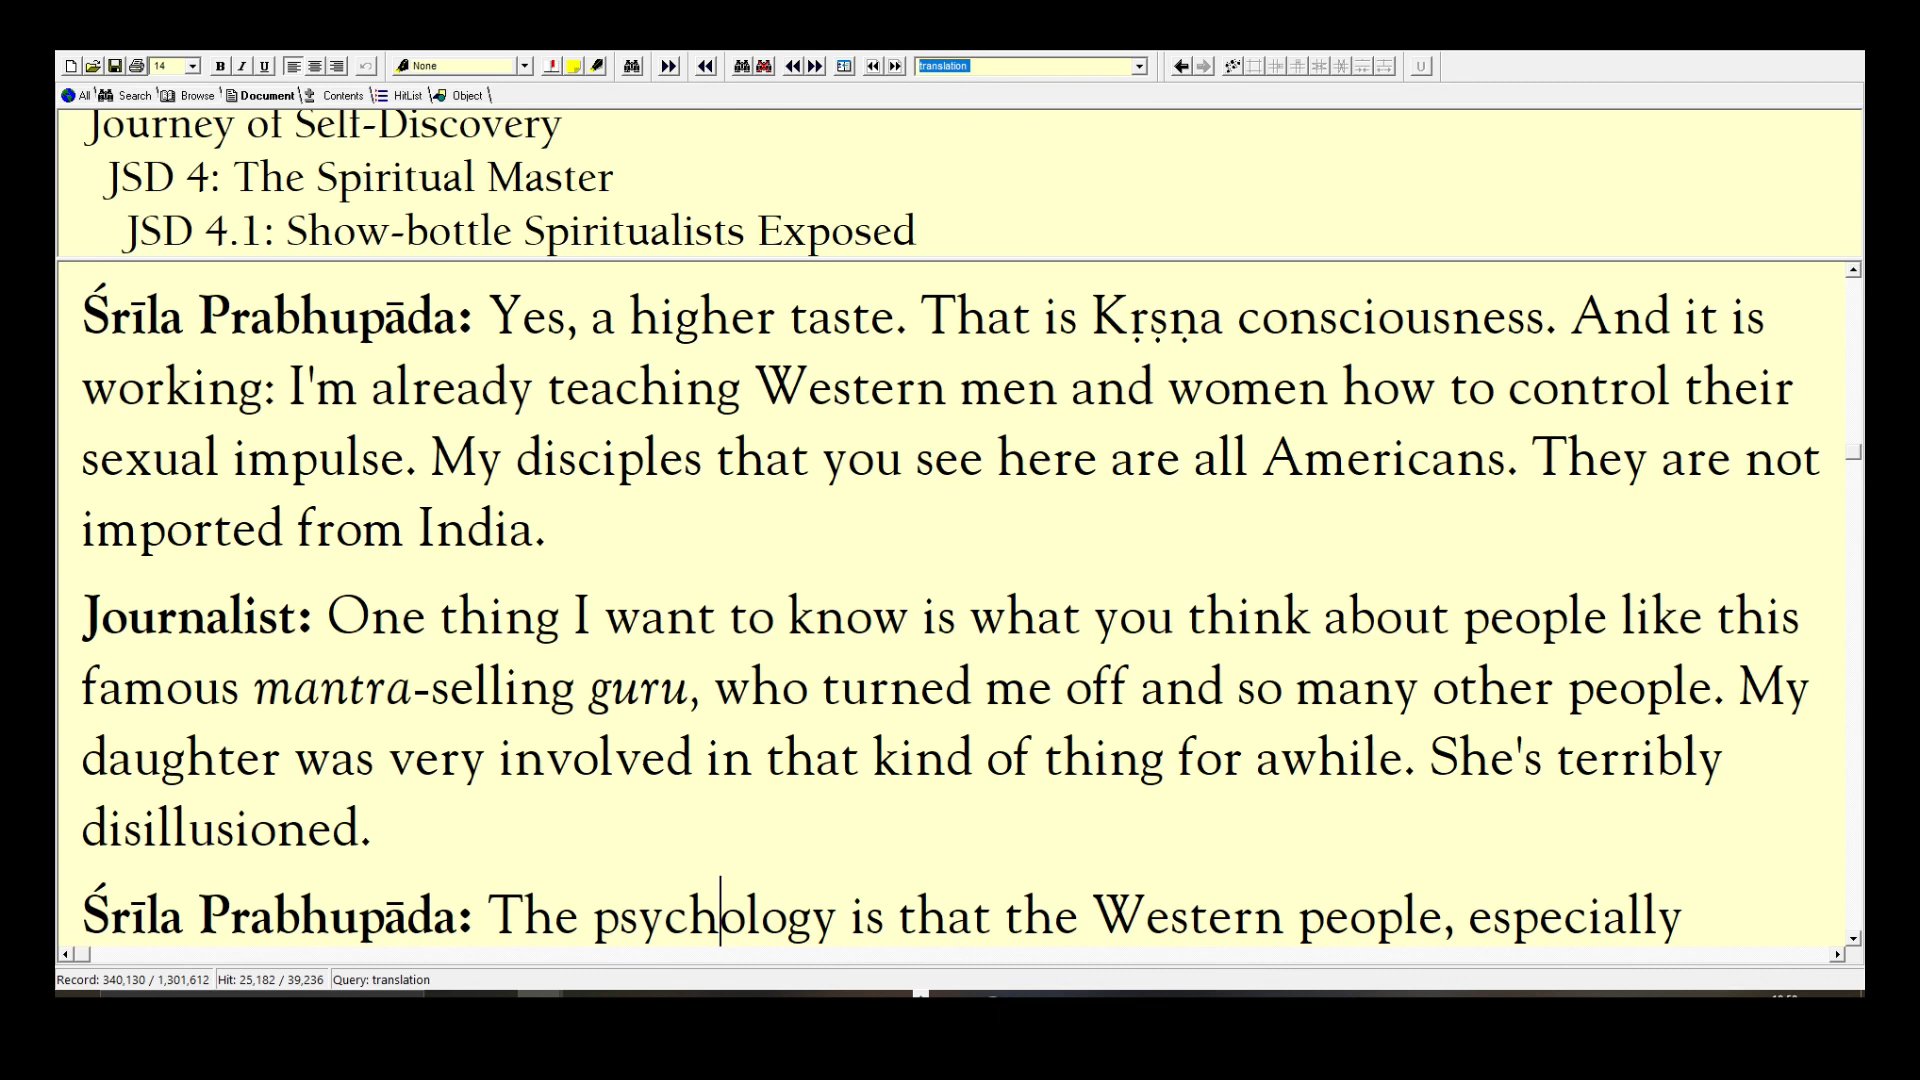 14
B I U
None
translation
U
All Search Browse Document Contents HitList Object
Journey of Self-Discovery
JSD 4: The Spiritual Master
JSD 4.1: Show-bottle Spiritualists Exposed
Śrīla Prabhupāda: Yes, a higher taste. That is Kṛṣṇa consciousness. And it is
working: I'm already teaching Western men and women how to control their
sexual impulse. My disciples that you see here are all Americans. They are not
imported from India.
Journalist: One thing I want to know is what you think about people like this
famous mantra-selling guru, who turned me off and so many other people. My
daughter was very involved in that kind of thing for awhile. She's terribly
disillusioned.
Śrīla Prabhupāda: The psychology is that the Western people, especially
Record: 340,130 / 1,301,612 Hit: 25,182 / 39,236 Query: translation